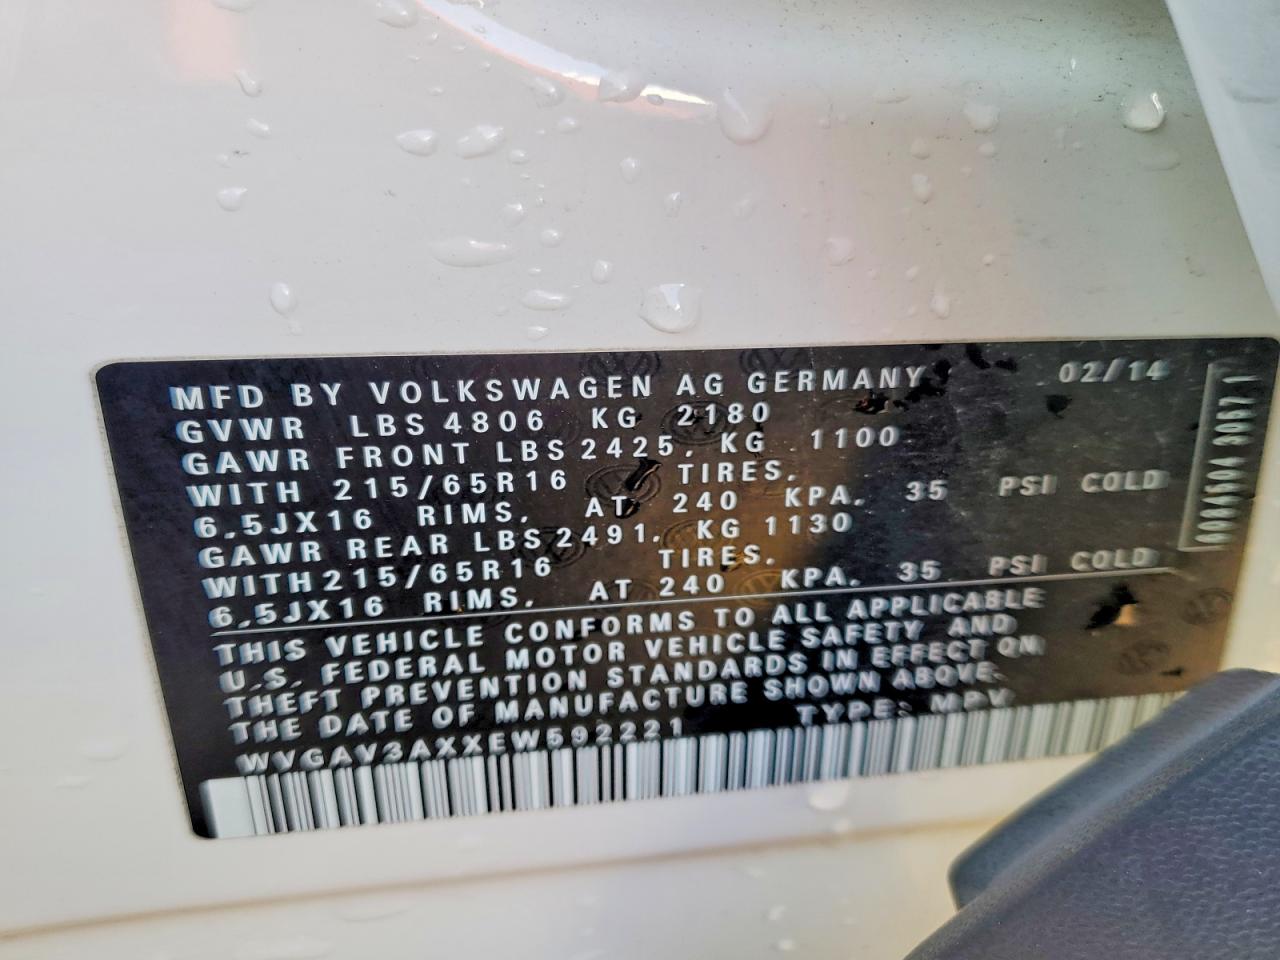 MFD BY VOLKSWAGEN AG GERMANY 02/14
GVWR LBS 4806 KG 2180
GAWR FRONT LBS 2425, KG 1100
WITH 215/65R16 TIRES,
6,5JX16 RIMS, AT 240 KPA, 35 PSI COLD
GAWR REAR LBS 2491, KG 1130
WITH 215/65R16 TIRES,
6,5JX16 RIMS, AT 240 KPA, 35 PSI COLD
THIS VEHICLE CONFORMS TO ALL APPLICABLE
U.S. FEDERAL MOTOR VEHICLE SAFETY AND
THEFT PREVENTION STANDARDS IN EFFECT ON
THE DATE OF MANUFACTURE SHOWN ABOVE.
WVGAV3AXXEW592221 TYPE: MPV